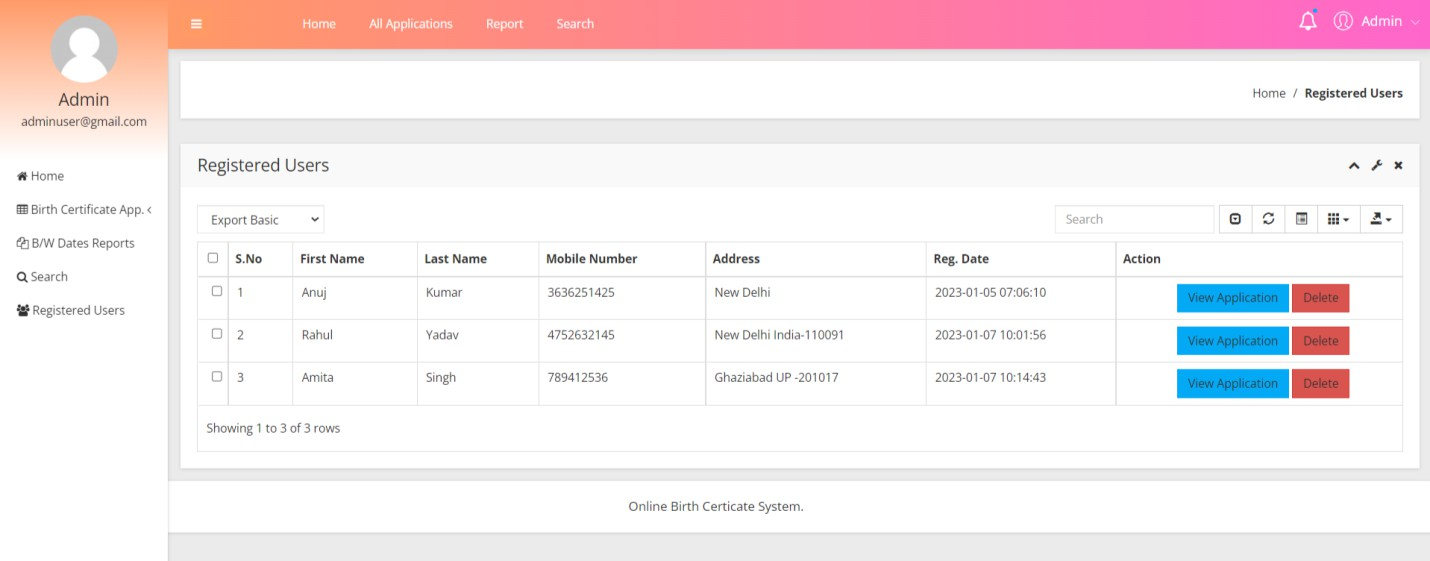 Admin
adminuser@gmail.com
Home
Birth Certificate App.
B/W Dates Reports
Search
Registered Users
Home All Applications Report Search Admin
Home / Registered Users
Registered Users
Export Basic Search
S.No First Name Last Name Mobile Number Address Reg. Date Action
1 Anuj Kumar 3636251425 New Delhi 2023-01-05 07:06:10 View Application Delete
2 Rahul Yadav 4752632145 New Delhi India-110091 2023-01-07 10:01:56 View Application Delete
3 Amita Singh 789412536 Ghaziabad UP -201017 2023-01-07 10:14:43 View Application Delete
Showing 1 to 3 of 3 rows
Online Birth Certicate System.